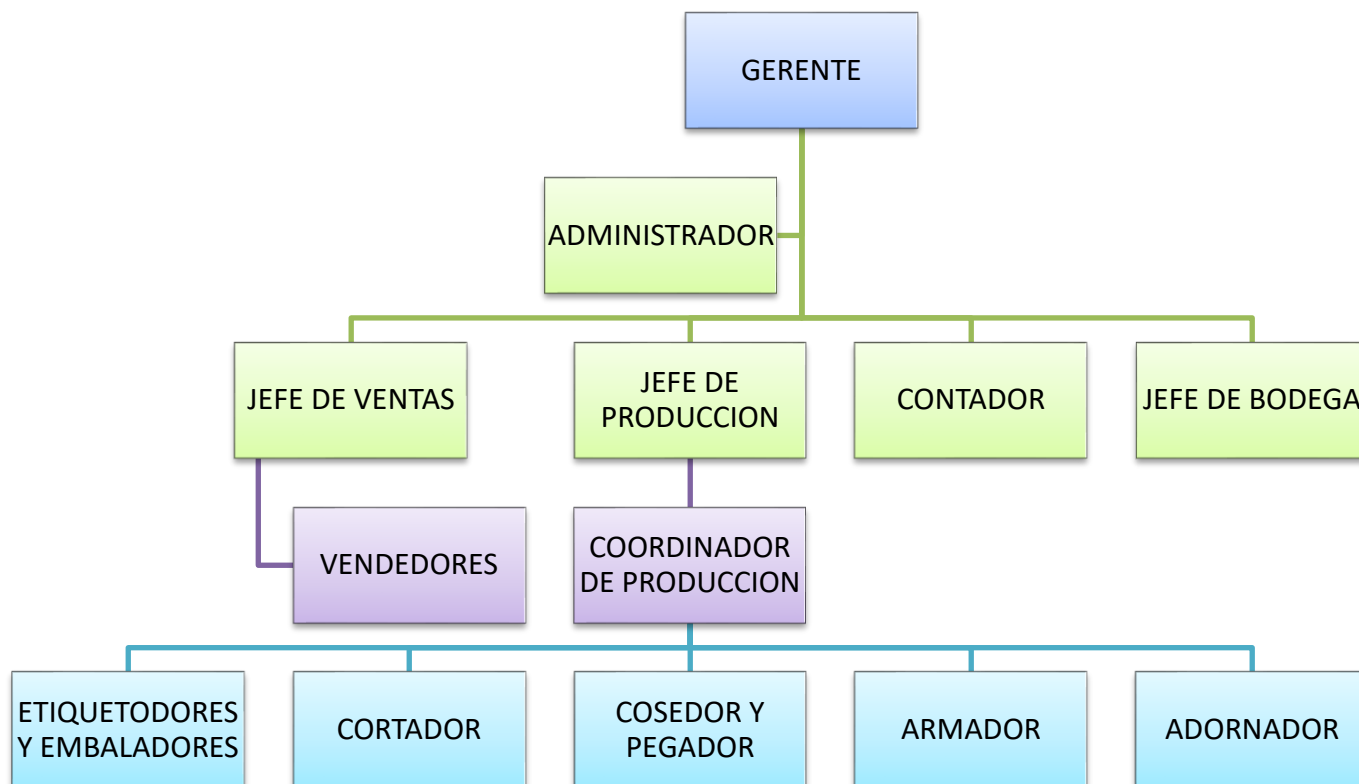 GERENTE
ADMINISTRADOR
JEFE DE VENTAS
JEFE DE
PRODUCCION
CONTADOR
JEFE DE BODEGA
VENDEDORES
COORDINADOR
DE PRODUCCION
ETIQUETODORES
Y EMBALADORES
CORTADOR
COSEDOR Y
PEGADOR
ARMADOR
ADORNADOR